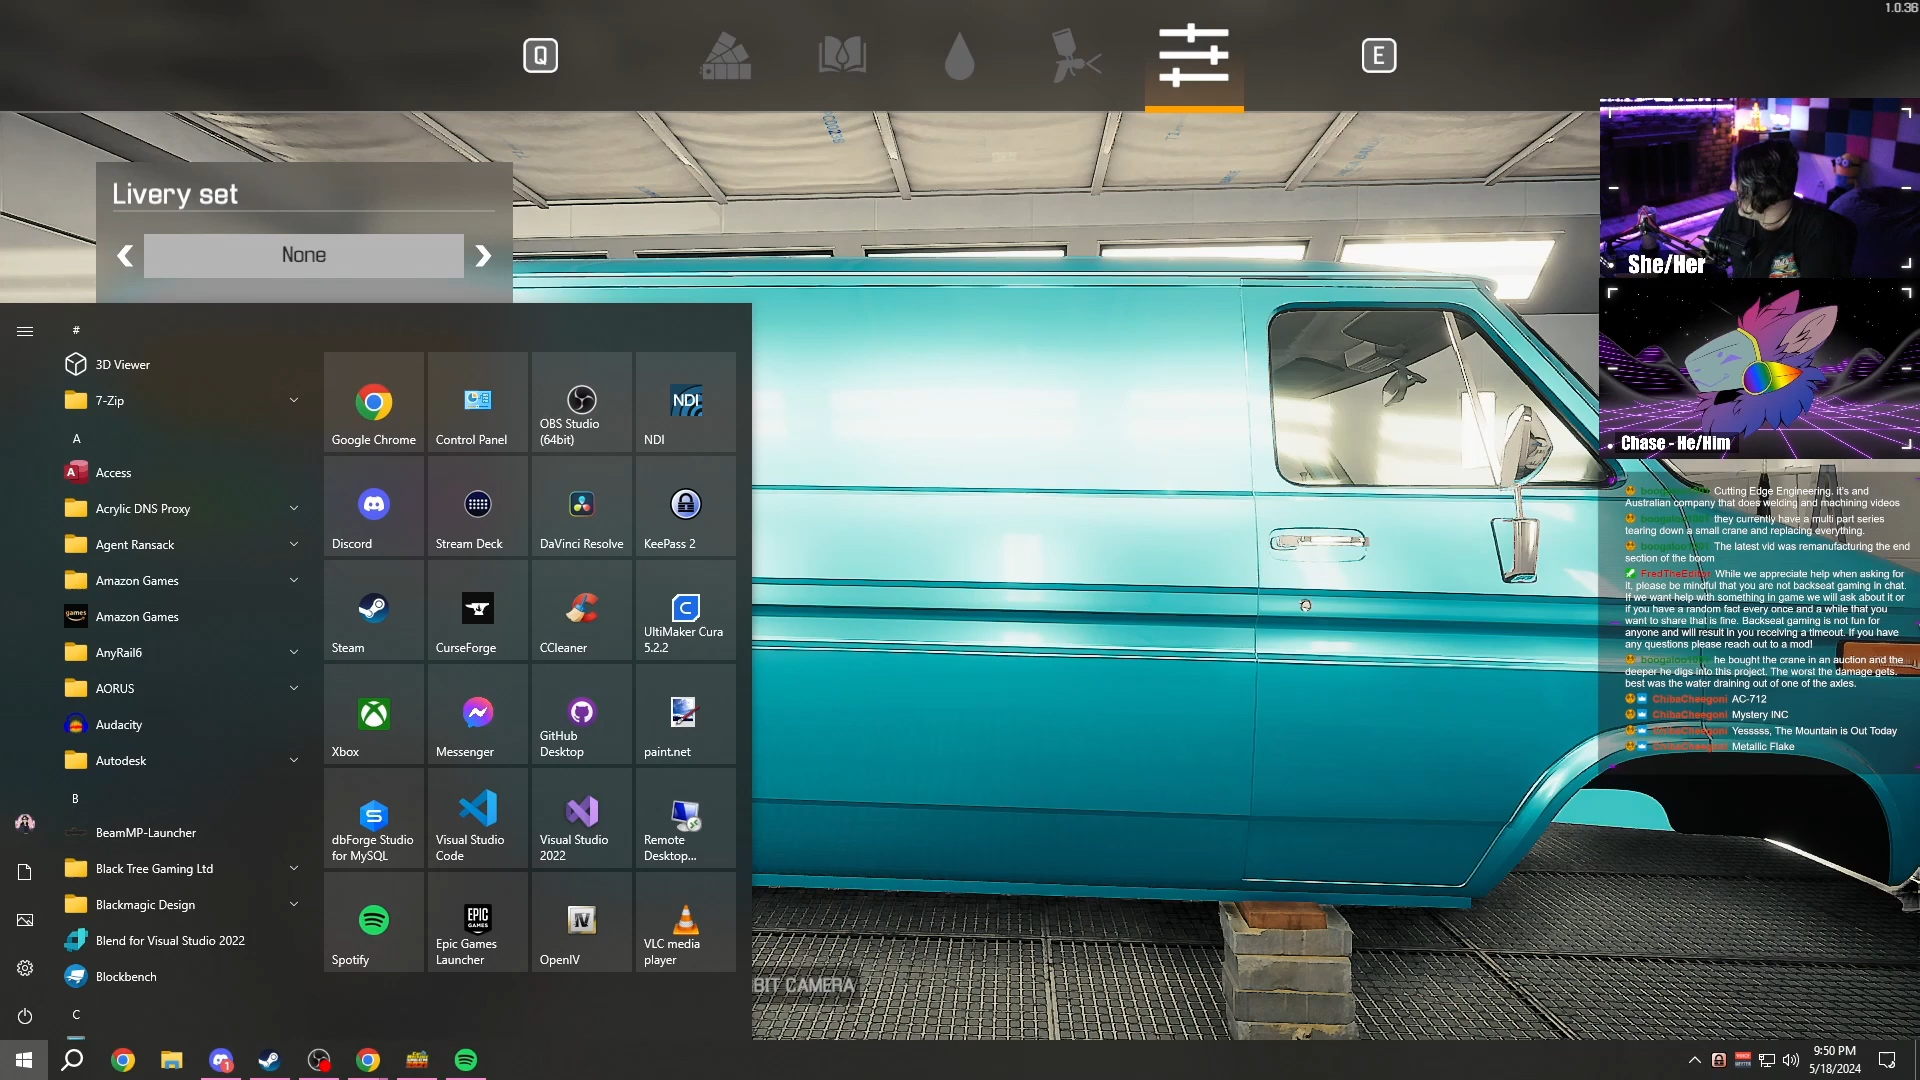 1.0.36
Q
E
Livery set
None
#
3D Viewer
7-Zip
A
Access
Acrylic DNS Proxy
Agent Ransack
Amazon Games
Amazon Games
AnyRail6
AORUS
Audacity
Autodesk
B
BeamMP-Launcher
Black Tree Gaming Ltd
Blackmagic Design
Blend for Visual Studio 2022
Blockbench
C
Google Chrome
Control Panel
OBS Studio
(64bit)
NDI
NDI
Discord
Stream Deck
DaVinci Resolve
KeePass 2
Steam
CurseForge
CCleaner
UltiMaker Cura
5.2.2
Xbox
Messenger
GitHub
Desktop
paint.net
dbForge Studio
for MySQL
Visual Studio
Code
Visual Studio
2022
Remote
Desktop...
Spotify
EPIC
GAMES
Epic Games
Launcher
IV
OpenIV
VLC media
player
BIT CAMERA
She/Her
Chase - He/Him
Cutting Edge Engineering, it's and
Australian company that does welding and machining videos
they currently have a multi part series
tearing down a small crane and replacing everything.
The latest vid was remanufacturing the end
section of the boom
FredTheEditor While we appreciate help when asking for
it, please be mindful that you are not backseat gaming in chat.
If we want help with something in game we will ask about it or
if you have a random fact every once and a while that you
want to share that is fine. Backseat gaming is not fun for
anyone and will result in you receiving a timeout. If you have
any questions please reach out to a mod!
he bought the crane in an auction and the
deeper he digs into this project. The worst the damage gets.
best was the water draining out of one of the axles.
ChibaCheegoni AC-712
ChibaCheegoni Mystery INC
ChibaCheegoni Yesssss, The Mountain is Out Today
ChibaCheegoni Metallic Flake
1
9:50 PM
5/18/2024